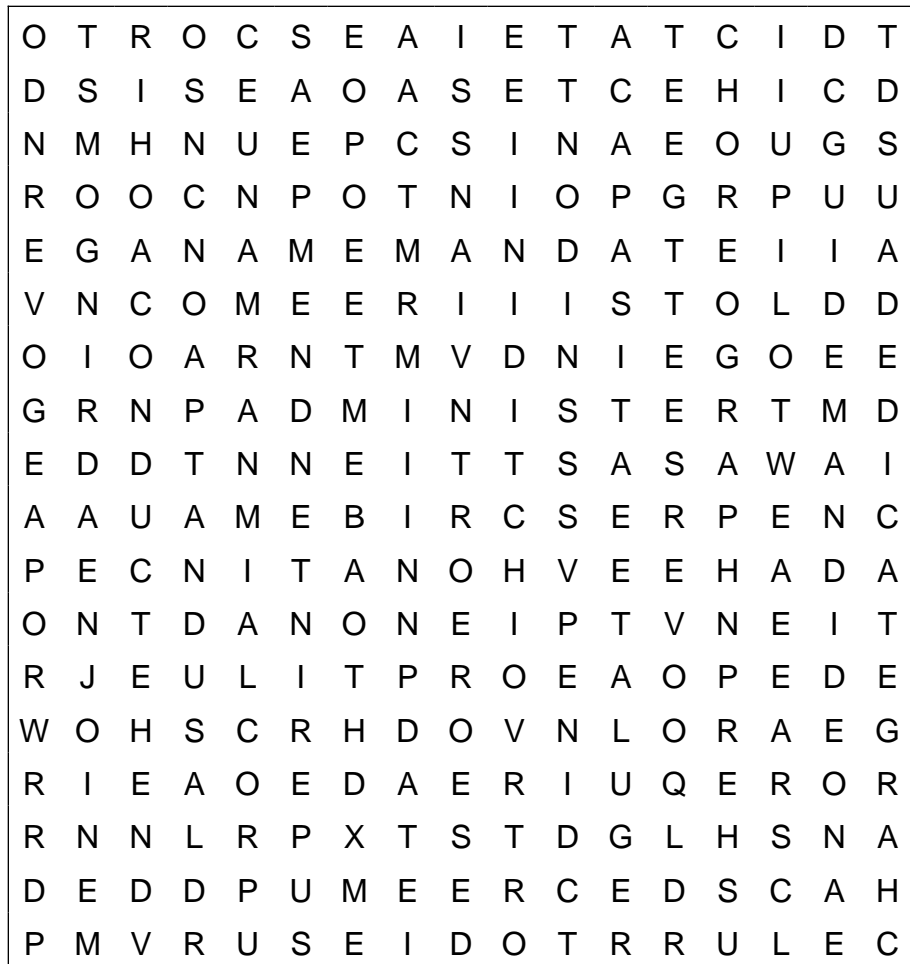 O T R O C S E A I E T A T C I D T
D S I S E A O A S E T C E H I C D
N M H N U E P C S I N A E O U G S
R O O C N P O T N I O P G R P U U
E G A N A M E M A N D A T E I I A
V N C O M E E R I I I S T O L D D
O I O A R N T M V D N I E G O E E
G R N P A D M I N I S T E R T M D
E D D T N N E I T T S A S A W A I
A A U A M E B I R C S E R P E N C
P E C N I T A N O H V E E H A D A
O N T D A N O N E I P T V N E I T
R J E U L I T P R O E A O P E D E
W O H S C R H D O V N L O R A E G
R I E A O E D A E R I U Q E R O R
R N N L R P X T S T D G L H S N A
D E D D P U M E E R C E D S C A H
P M V R U S E I D O T R R U L E C